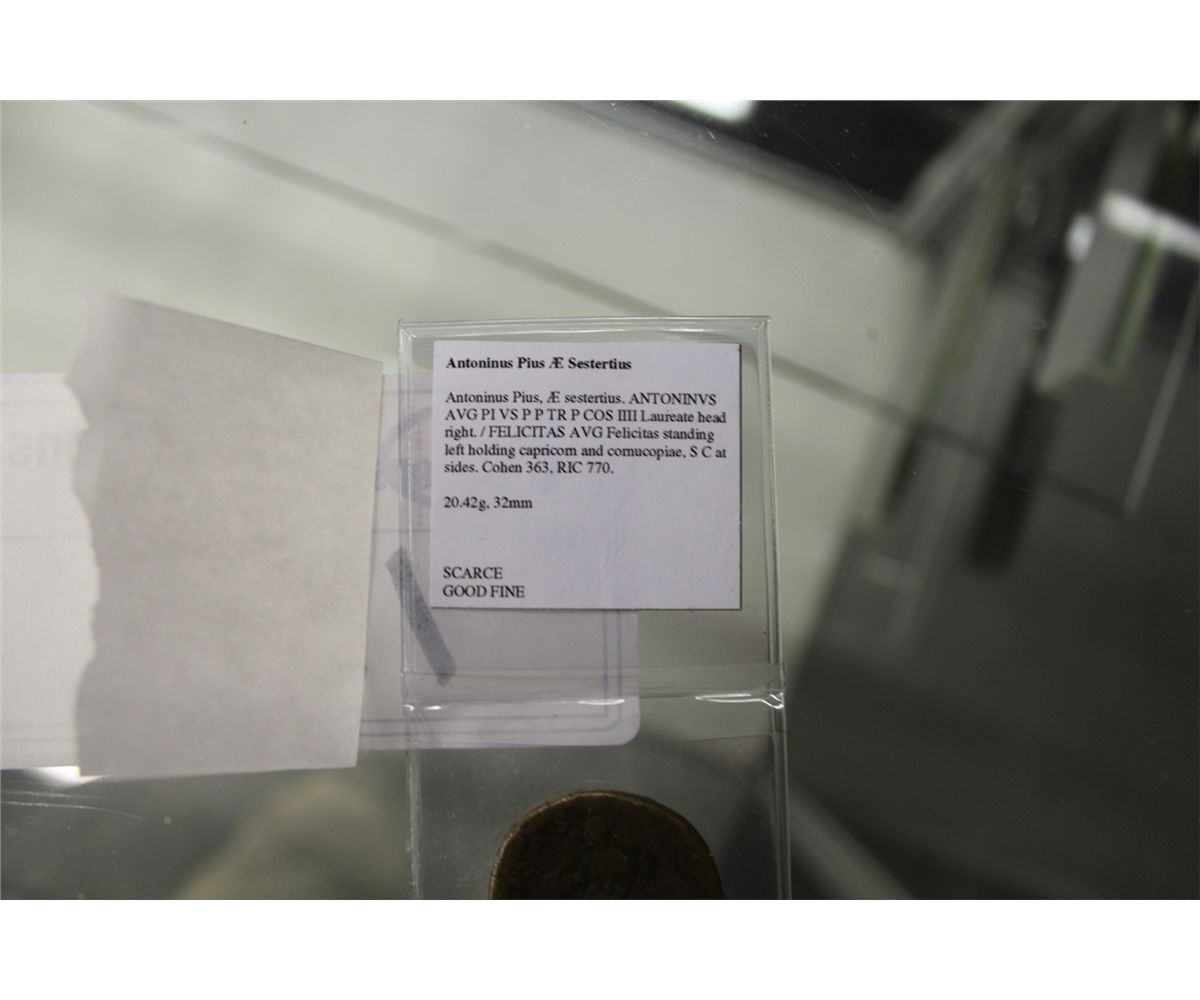 Antoninus Pius Æ Sestertius
Antoninus Pius, Æ sestertius. ANTONINVS
AVG PI VS P P TR P COS IIII Laureate head
right. / FELICITAS AVG Felicitas standing
left holding capricorn and cornucopiae, S C at
sides. Cohen 363, RIC 770.
20.42g, 32mm
SCARCE
GOOD FINE